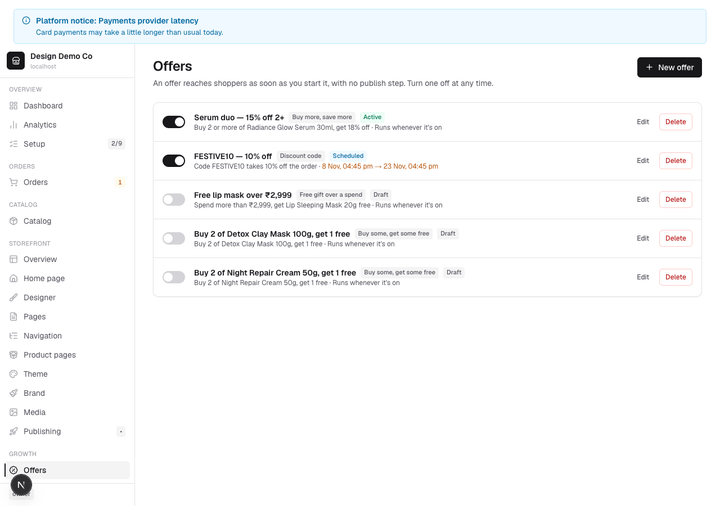 Platform notice: Payments provider latency
Card payments may take a little longer than usual today.
Design Demo Co
localhost
OVERVIEW
Dashboard
Analytics
Setup 2/9
ORDERS
Orders 1
CATALOG
Catalog
STOREFRONT
Overview
Home page
Designer
Pages
Navigation
Product pages
Theme
Brand
Media
Publishing
GROWTH
Offers
N
Offers
+ New offer
An offer reaches shoppers as soon as you start it, with no publish step. Turn one off at any time.
Serum duo — 15% off 2+ Buy more, save more Active
Buy 2 or more of Radiance Glow Serum 30ml, get 18% off · Runs whenever it's on
Edit Delete
FESTIVE10 — 10% off Discount code Scheduled
Code FESTIVE10 takes 10% off the order · 8 Nov, 04:45 pm → 23 Nov, 04:45 pm
Edit Delete
Free lip mask over ₹2,999 Free gift over a spend Draft
Spend more than ₹2,999, get Lip Sleeping Mask 20g free · Runs whenever it's on
Edit Delete
Buy 2 of Detox Clay Mask 100g, get 1 free Buy some, get some free Draft
Buy 2 of Detox Clay Mask 100g, get 1 free · Runs whenever it's on
Edit Delete
Buy 2 of Night Repair Cream 50g, get 1 free Buy some, get some free Draft
Buy 2 of Night Repair Cream 50g, get 1 free · Runs whenever it's on
Edit Delete